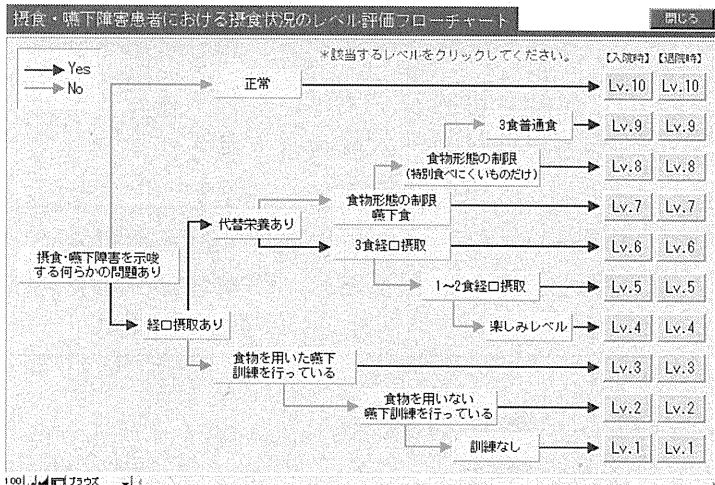 摂食・嚥下障害患者における摂食状況のレベル評価フローチャート
閉じる
Yes
No
*該当するレベルをクリックしてください。
【入院時】【退院時】
正常
Lv.10 Lv.10
3食普通食
Lv.9 Lv.9
食物形態の制限
(特別食べにくいものだけ)
Lv.8 Lv.8
食物形態の制限
嚥下食
Lv.7 Lv.7
代替栄養あり
3食経口摂取
Lv.6 Lv.6
摂食・嚥下障害を示唆
する何らかの問題あり
1~2食経口摂取
Lv.5 Lv.5
経口摂取あり
楽しみレベル
Lv.4 Lv.4
食物を用いた嚥下
訓練を行っている
Lv.3 Lv.3
食物を用いない
嚥下訓練を行っている
Lv.2 Lv.2
訓練なし
Lv.1 Lv.1
100 ブラウズ